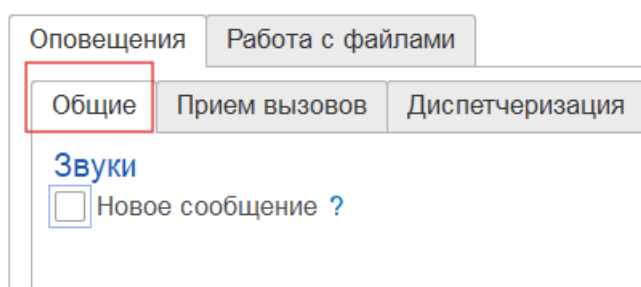 Оповещения Работа с файлами
Общие Прием вызовов Диспетчеризация
Звуки
Новое сообщение ?